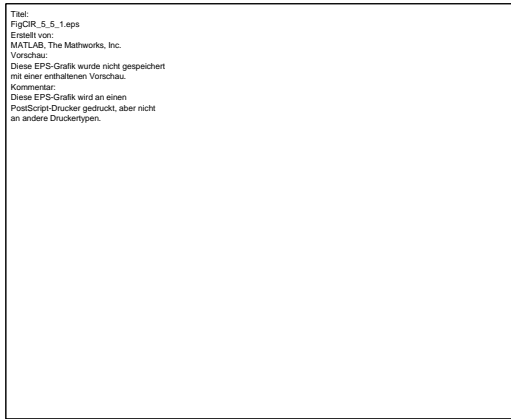 Titel:
FigCIR_5_5_1.eps
Erstellt von:
MATLAB, The Mathworks, Inc.
Vorschau:
Diese EPS-Grafik wurde nicht gespeichert
mit einer enthaltenen Vorschau.
Kommentar:
Diese EPS-Grafik wird an einen
PostScript-Drucker gedruckt, aber nicht
an andere Druckertypen.